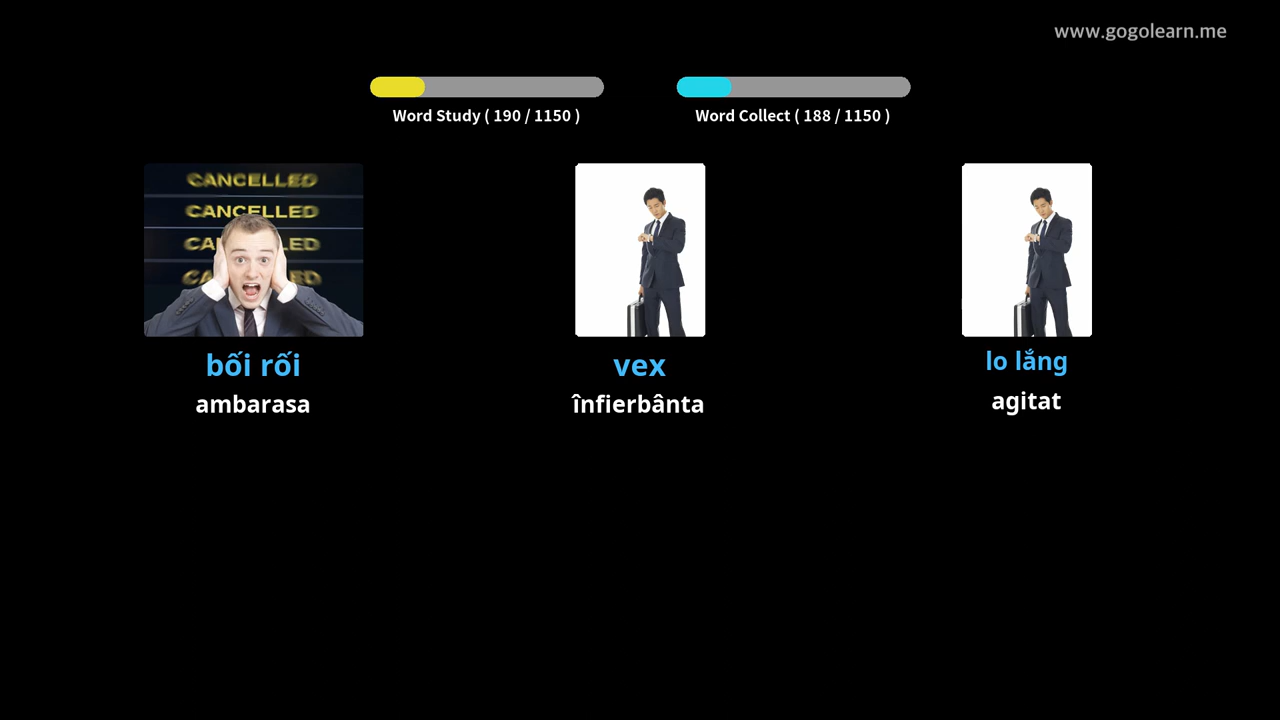 www.gogolearn.me
Word Study ( 190 / 1150 )
Word Collect ( 188 / 1150 )
CANCELLED
CANCELLED
bối rối
vex
lo lắng
ambarasa
înfierbânta
agitat